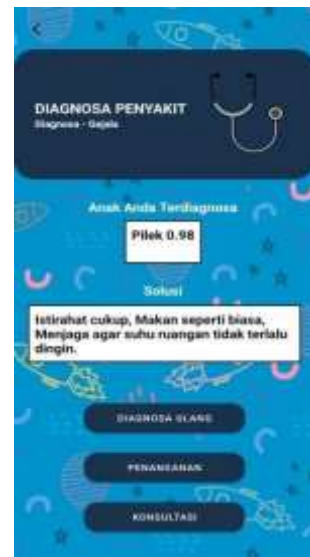 DIAGNOSA PENYAKIT
Diagnosa - Gejala
Anak Anda Terdiagnosa
Pilek 0.98
Solusi
Istirahat cukup, Makan seperti biasa,
Menjaga agar suhu ruangan tidak terlalu
dingin.
DIAGNOSA ULANG
PENANGANAN
KONSULTASI